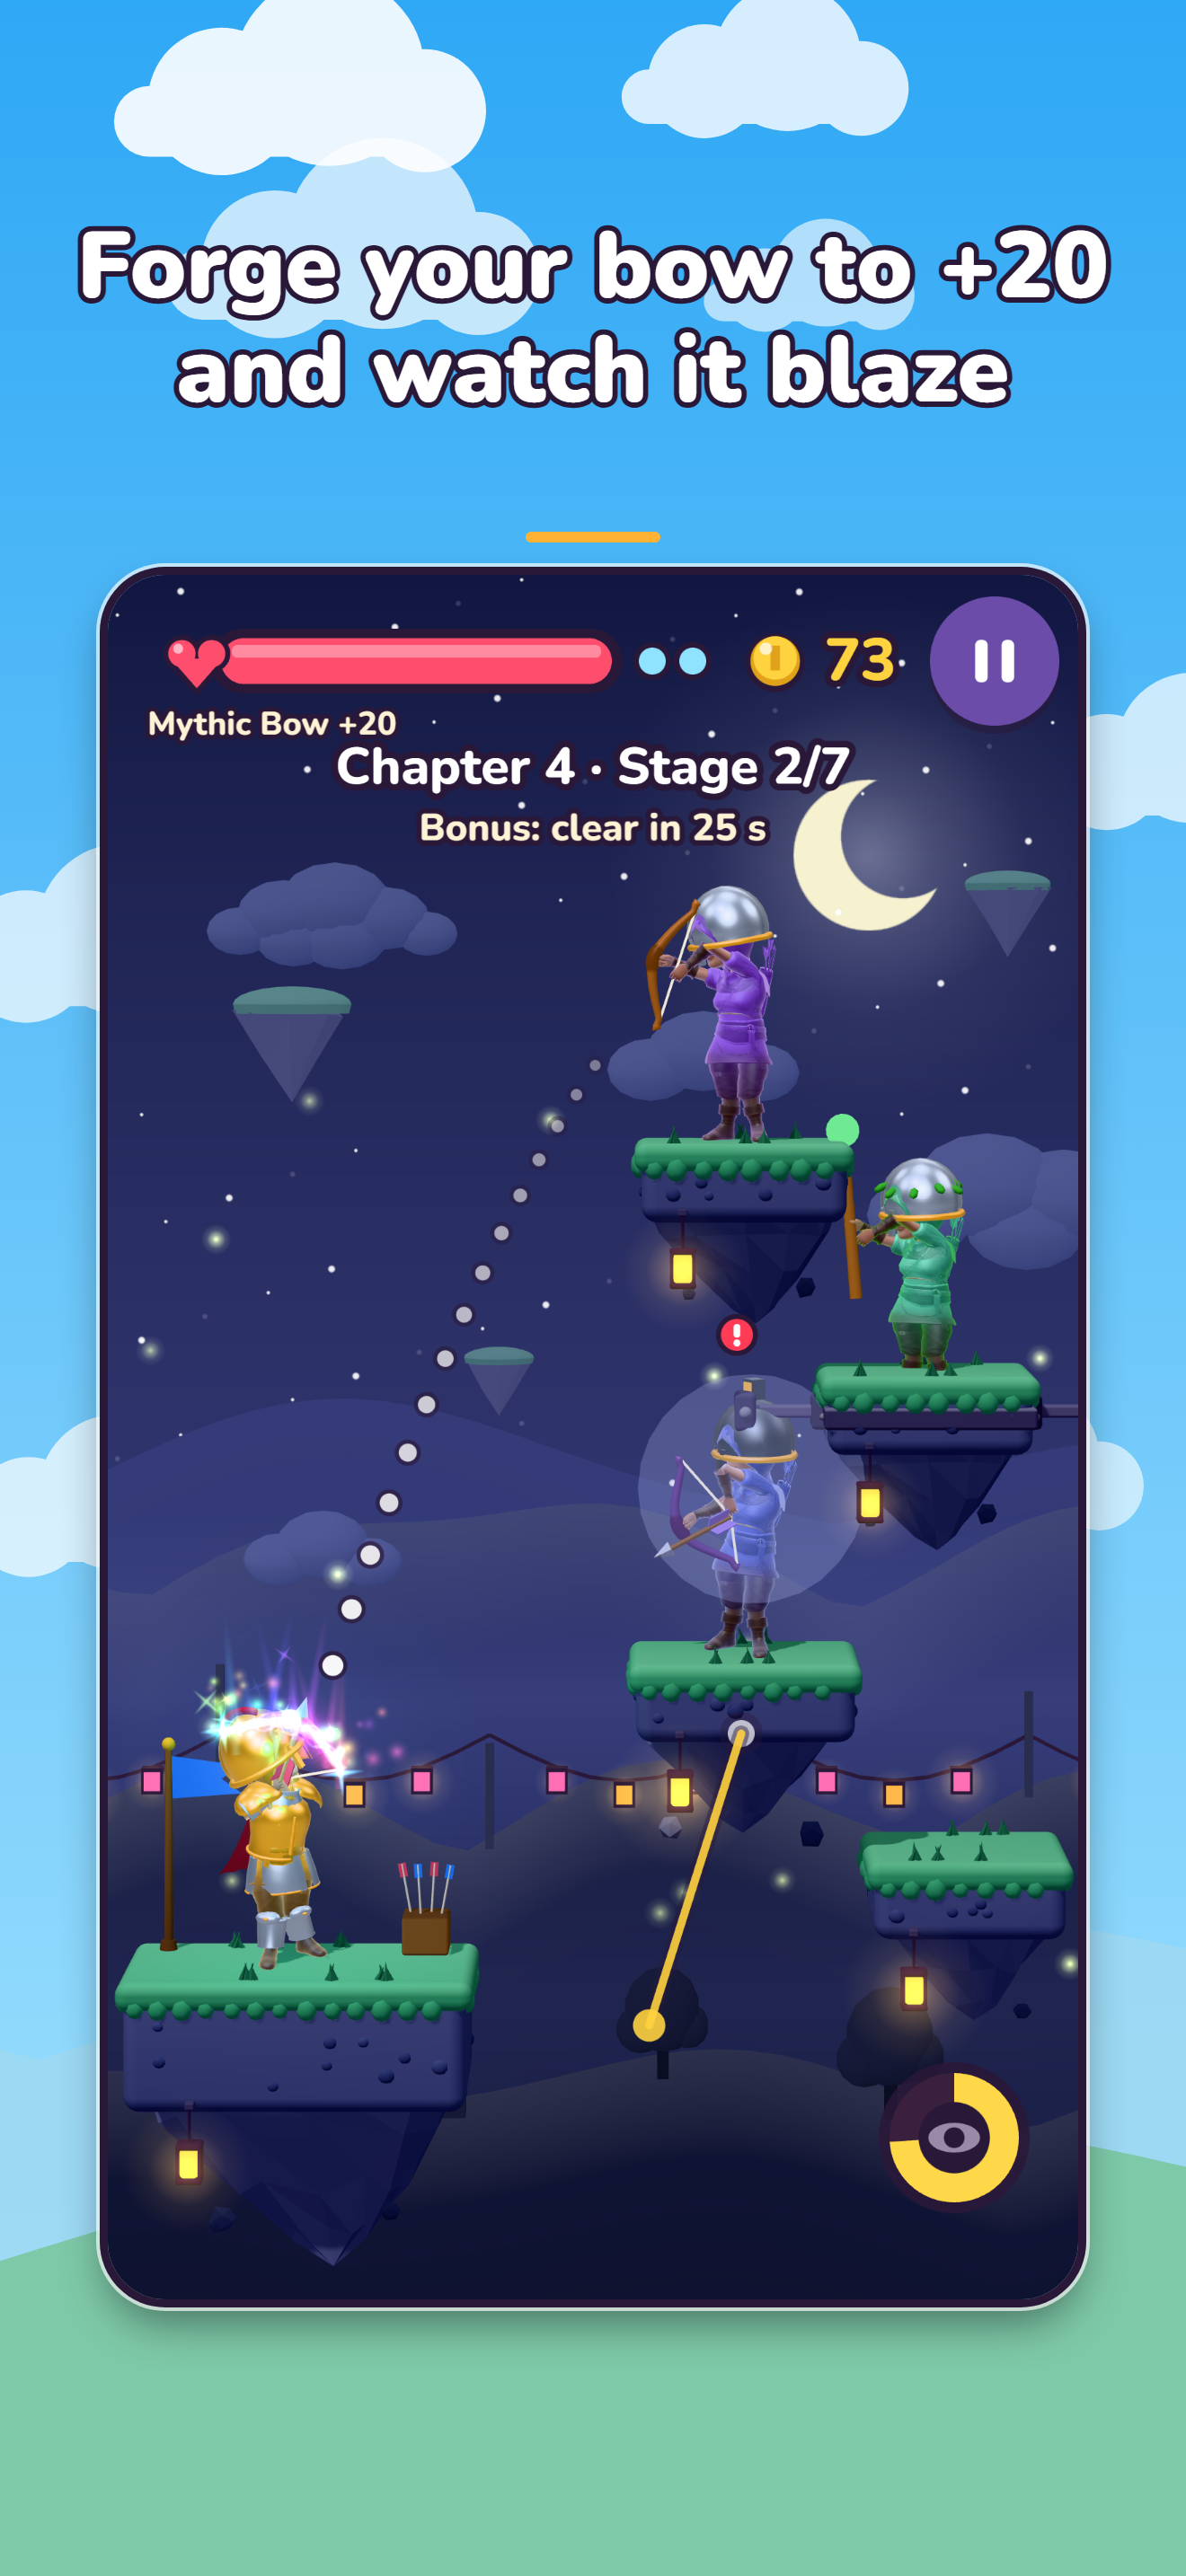 Forge your bow to +20
and watch it blaze
73
Mythic Bow +20
Chapter 4 · Stage 2/7
Bonus: clear in 25 s